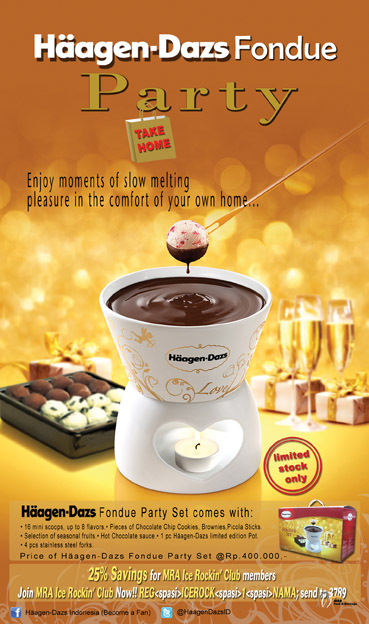 Häagen-Dazs Fondue
Party
TAKE
HOME
Enjoy moments of slow melting
pleasure in the comfort of your own home...
Häagen-Dazs
Love
limited
stock
only
Häagen-Dazs Fondue Party Set comes with:
• 16 mini scoops, up to 8 flavors.• Pieces of Chocolate Chip Cookies, Brownies,Picola Sticks.
• Selection of seasonal fruits. • Hot Chocolate sauce.• 1 pc Häagen-Dazs limited edition Pot.
• 4 pcs stainless steel forks.
Price of Häagen-Dazs Fondue Party Set @Rp.400.000,-
25% Savings for MRA Ice Rockin' Club members
Join MRA Ice Rockin' Club Now!! REG<spasi>ICEROCK<spasi>1<spasi>NAMA; send to 3789
Häagen-Dazs Indonesia (Become a Fan) @HaagenDazsID